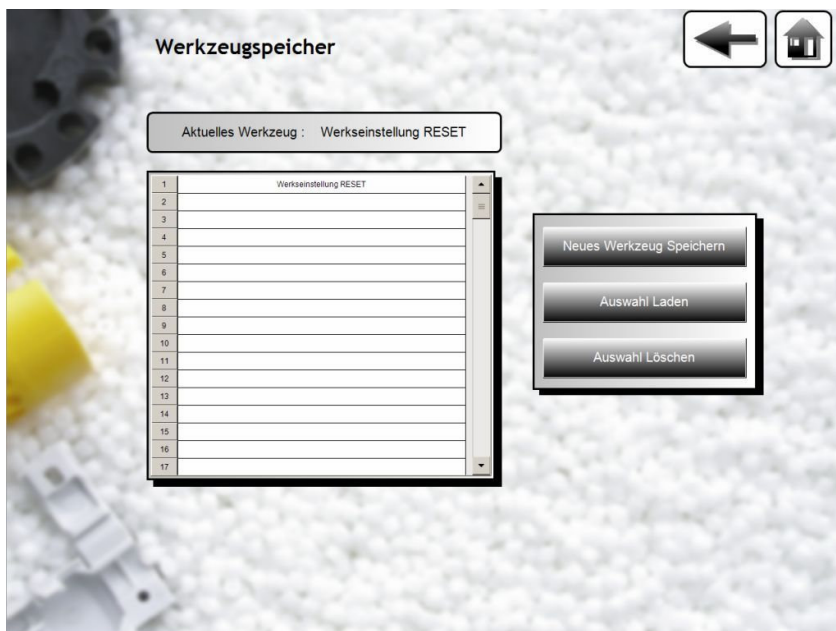 Werkzeugspeicher
Aktuelles Werkzeug : Werkseinstellung RESET
1 Werkseinstellung RESET
2
3
4
5
6
7
8
9
10
11
12
13
14
15
16
17
Neues Werkzeug Speichern
Auswahl Laden
Auswahl Löschen